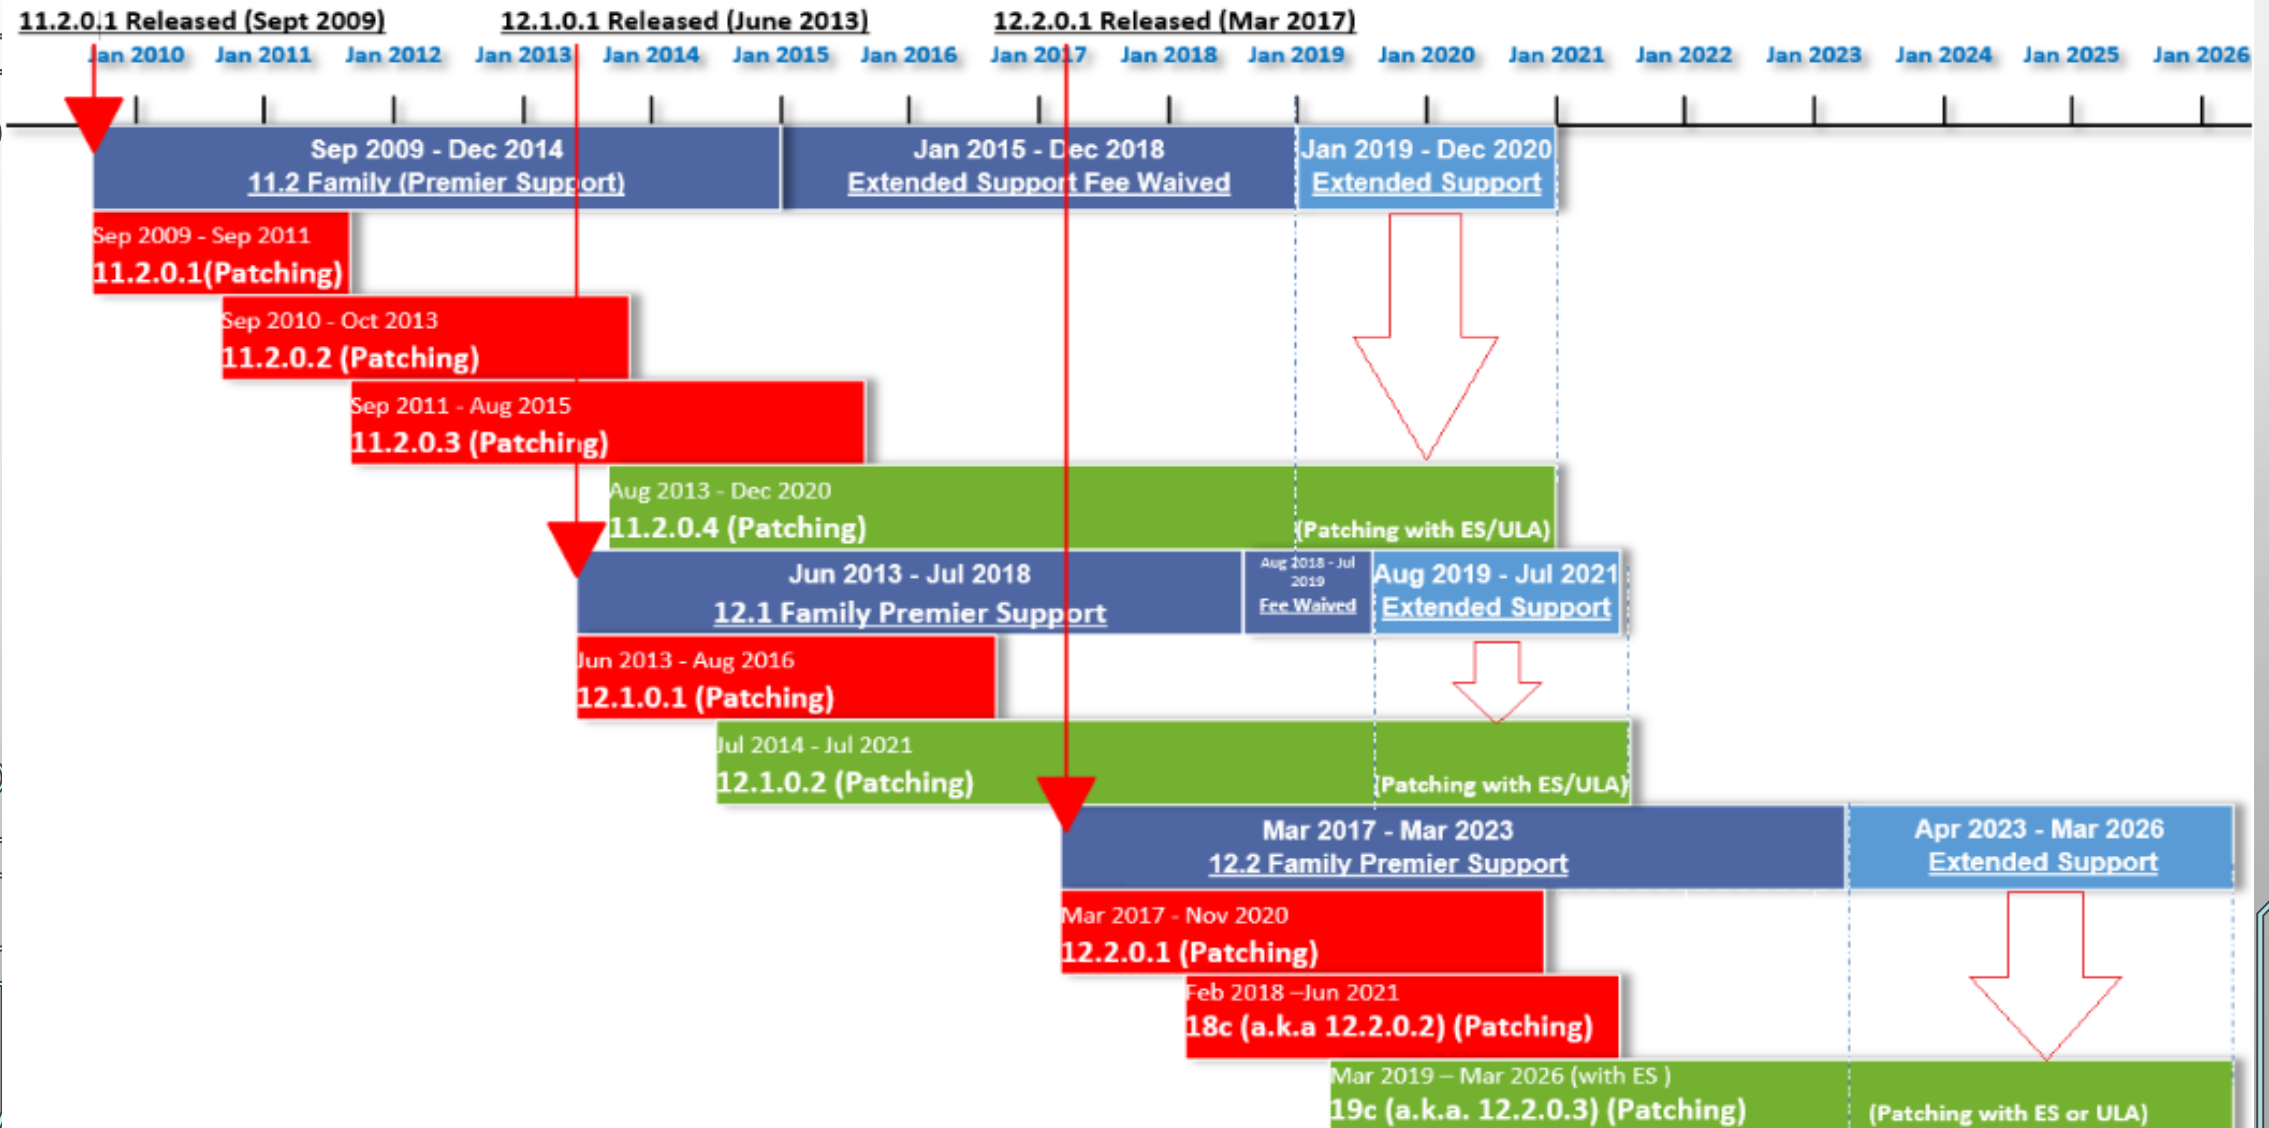 11.2.0.1 Released (Sept 2009)
12.1.0.1 Released (June 2013)
12.2.0.1 Released (Mar 2017)
Jan 2010
Jan 2011
Jan 2012
Jan 2013
Jan 2014
Jan 2015
Jan 2016
Jan 2017
Jan 2018
Jan 2019
Jan 2020
Jan 2021
Jan 2022
Jan 2023
Jan 2024
Jan 2025
Jan 2026
Sep 2009 - Dec 2014
11.2 Family (Premier Support)
Jan 2015 - Dec 2018
Extended Support Fee Waived
Jan 2019 - Dec 2020
Extended Support
Sep 2009 - Sep 2011
11.2.0.1(Patching)
Sep 2010 - Oct 2013
11.2.0.2 (Patching)
Sep 2011 - Aug 2015
11.2.0.3 (Patching)
Aug 2013 - Dec 2020
11.2.0.4 (Patching)
(Patching with ES/ULA)
Jun 2013 - Jul 2018
12.1 Family Premier Support
Aug 2018 - Jul
2019
Fee Waived
Aug 2019 - Jul 2021
Extended Support
Jun 2013 - Aug 2016
12.1.0.1 (Patching)
Jul 2014 - Jul 2021
12.1.0.2 (Patching)
(Patching with ES/ULA)
Mar 2017 - Mar 2023
12.2 Family Premier Support
Apr 2023 - Mar 2026
Extended Support
Mar 2017 - Nov 2020
12.2.0.1 (Patching)
Feb 2018 –Jun 2021
18c (a.k.a 12.2.0.2) (Patching)
Mar 2019 – Mar 2026 (with ES )
19c (a.k.a. 12.2.0.3) (Patching)
(Patching with ES or ULA)